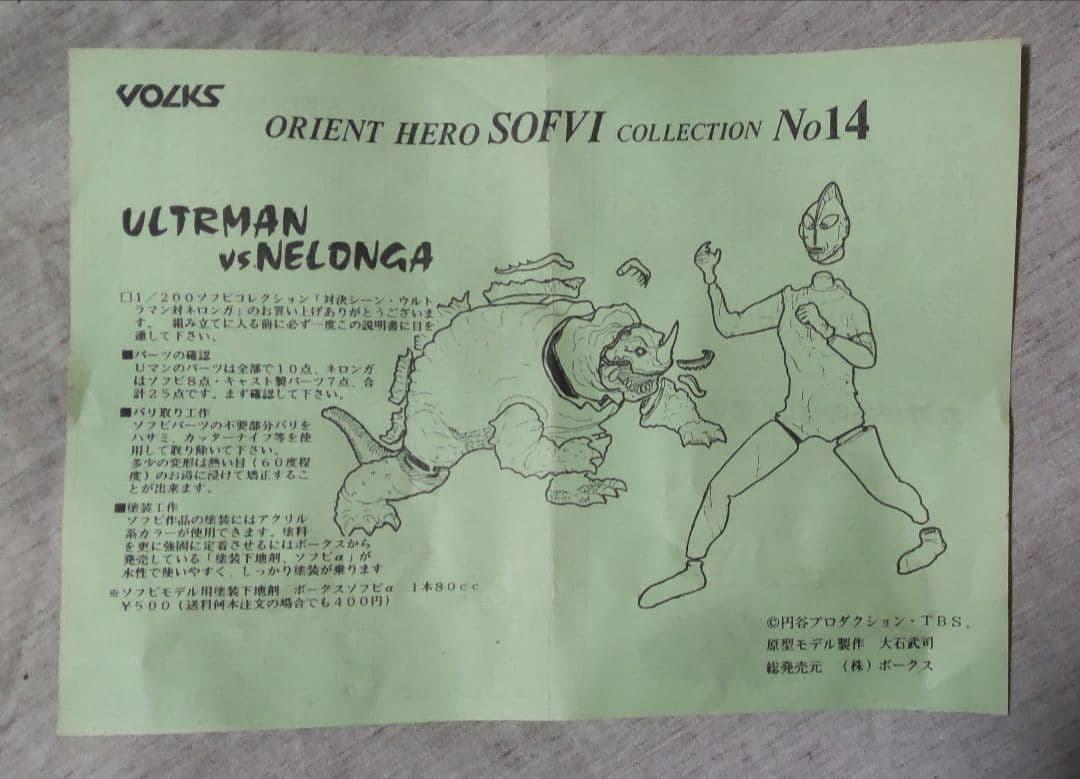 VOLKS
ORIENT HERO SOFVI COLLECTION No14
ULTRMAN
vs.NELONGA
□1/200ソフビコレクション「対決シーン・ウルト
ラマン対ネロンガ」のお買い上げありがとうございま
す。 組み立てに入る前に必ず一度この説明書に目を
通して下さい。
■パーツの確認
Uマンのパーツは全部で10点、ネロンガ
はソフビ8点・キャスト製パーツ7点、合
計25点です。まず確認して下さい。
■バリ取り工作
ソフビパーツの不要部分バリを
ハサミ、カッターナイフ等を使
用して取り除いて下さい。
多少の変形は熱い目(60度程
度)のお湯に浸けて矯正するこ
とが出来ます。
■塗装工作
ソフビ作品の塗装にはアクリル
系カラーが使用できます。塗料
を更に強固に定着させるにはボークスから
発売している「塗装下地剤、ソフビα」が
水性で使いやすく、しっかり塗装が乗ります
※ソフビモデル用塗装下地剤 ボークスソフビα 1本80cc
¥500(送料何本注文の場合でも400円)
©円谷プロダクション・TBS.
原型モデル製作 大石武司
総発売元 (株)ボークス